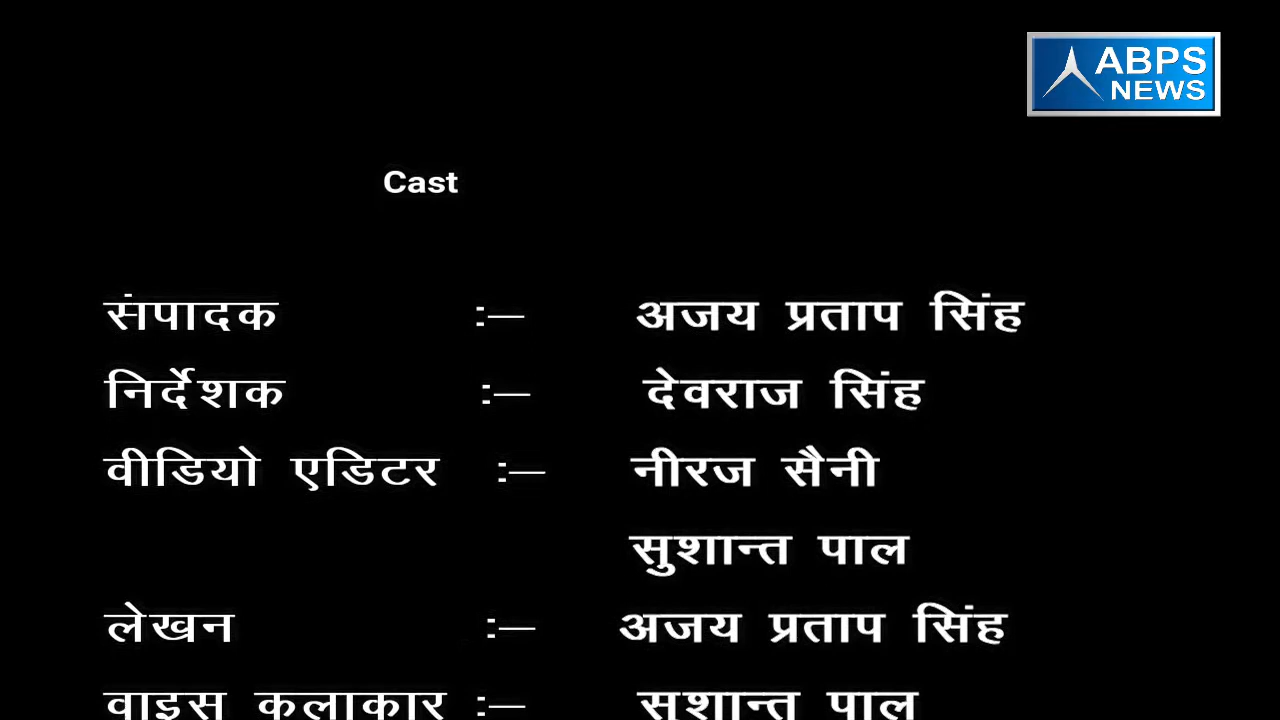 ABPS
NEWS
Cast
संपादक :— अजय प्रताप सिंह
निर्देशक :— देवराज सिंह
वीडियो एडिटर :— नीरज सैनी
सुशान्त पाल
लेखन :— अजय प्रताप सिंह
वाइस कलाकार :— सुशान्त पाल